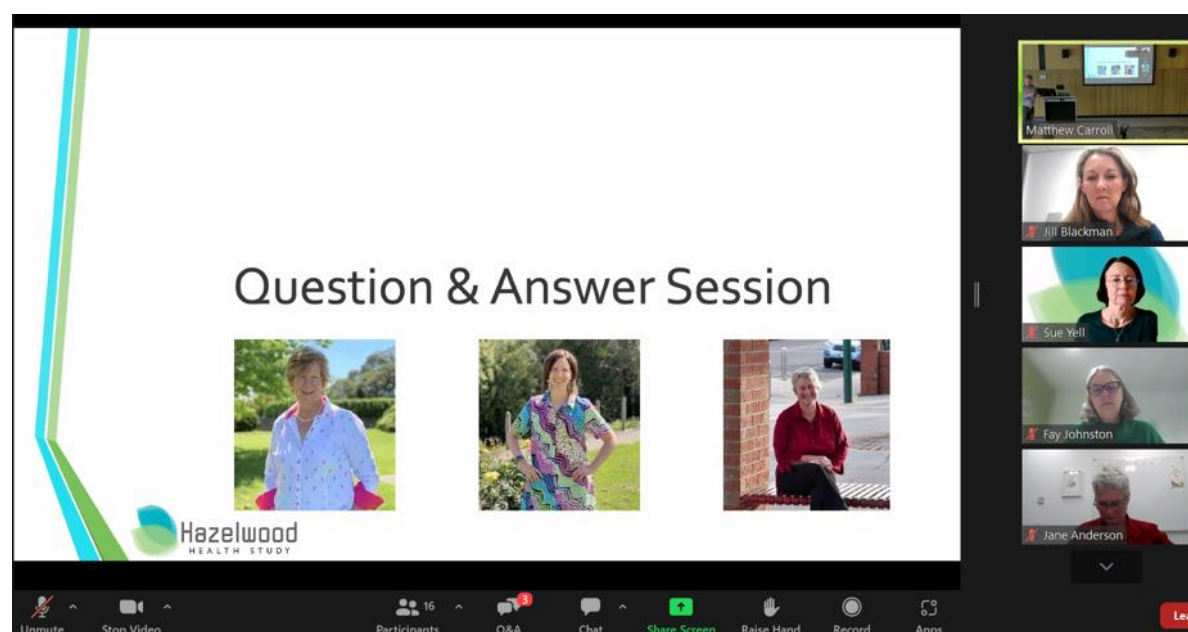 Question & Answer Session
Hazelwood
HEALTH STUDY
Matthew Carroll
Jill Blackman
Sue Yell
Fay Johnston
Jane Anderson
Unmute
Stop Video
16
Participants
3
Q&A
Chat
Share Screen
Raise Hand
Record
Apps
Lea